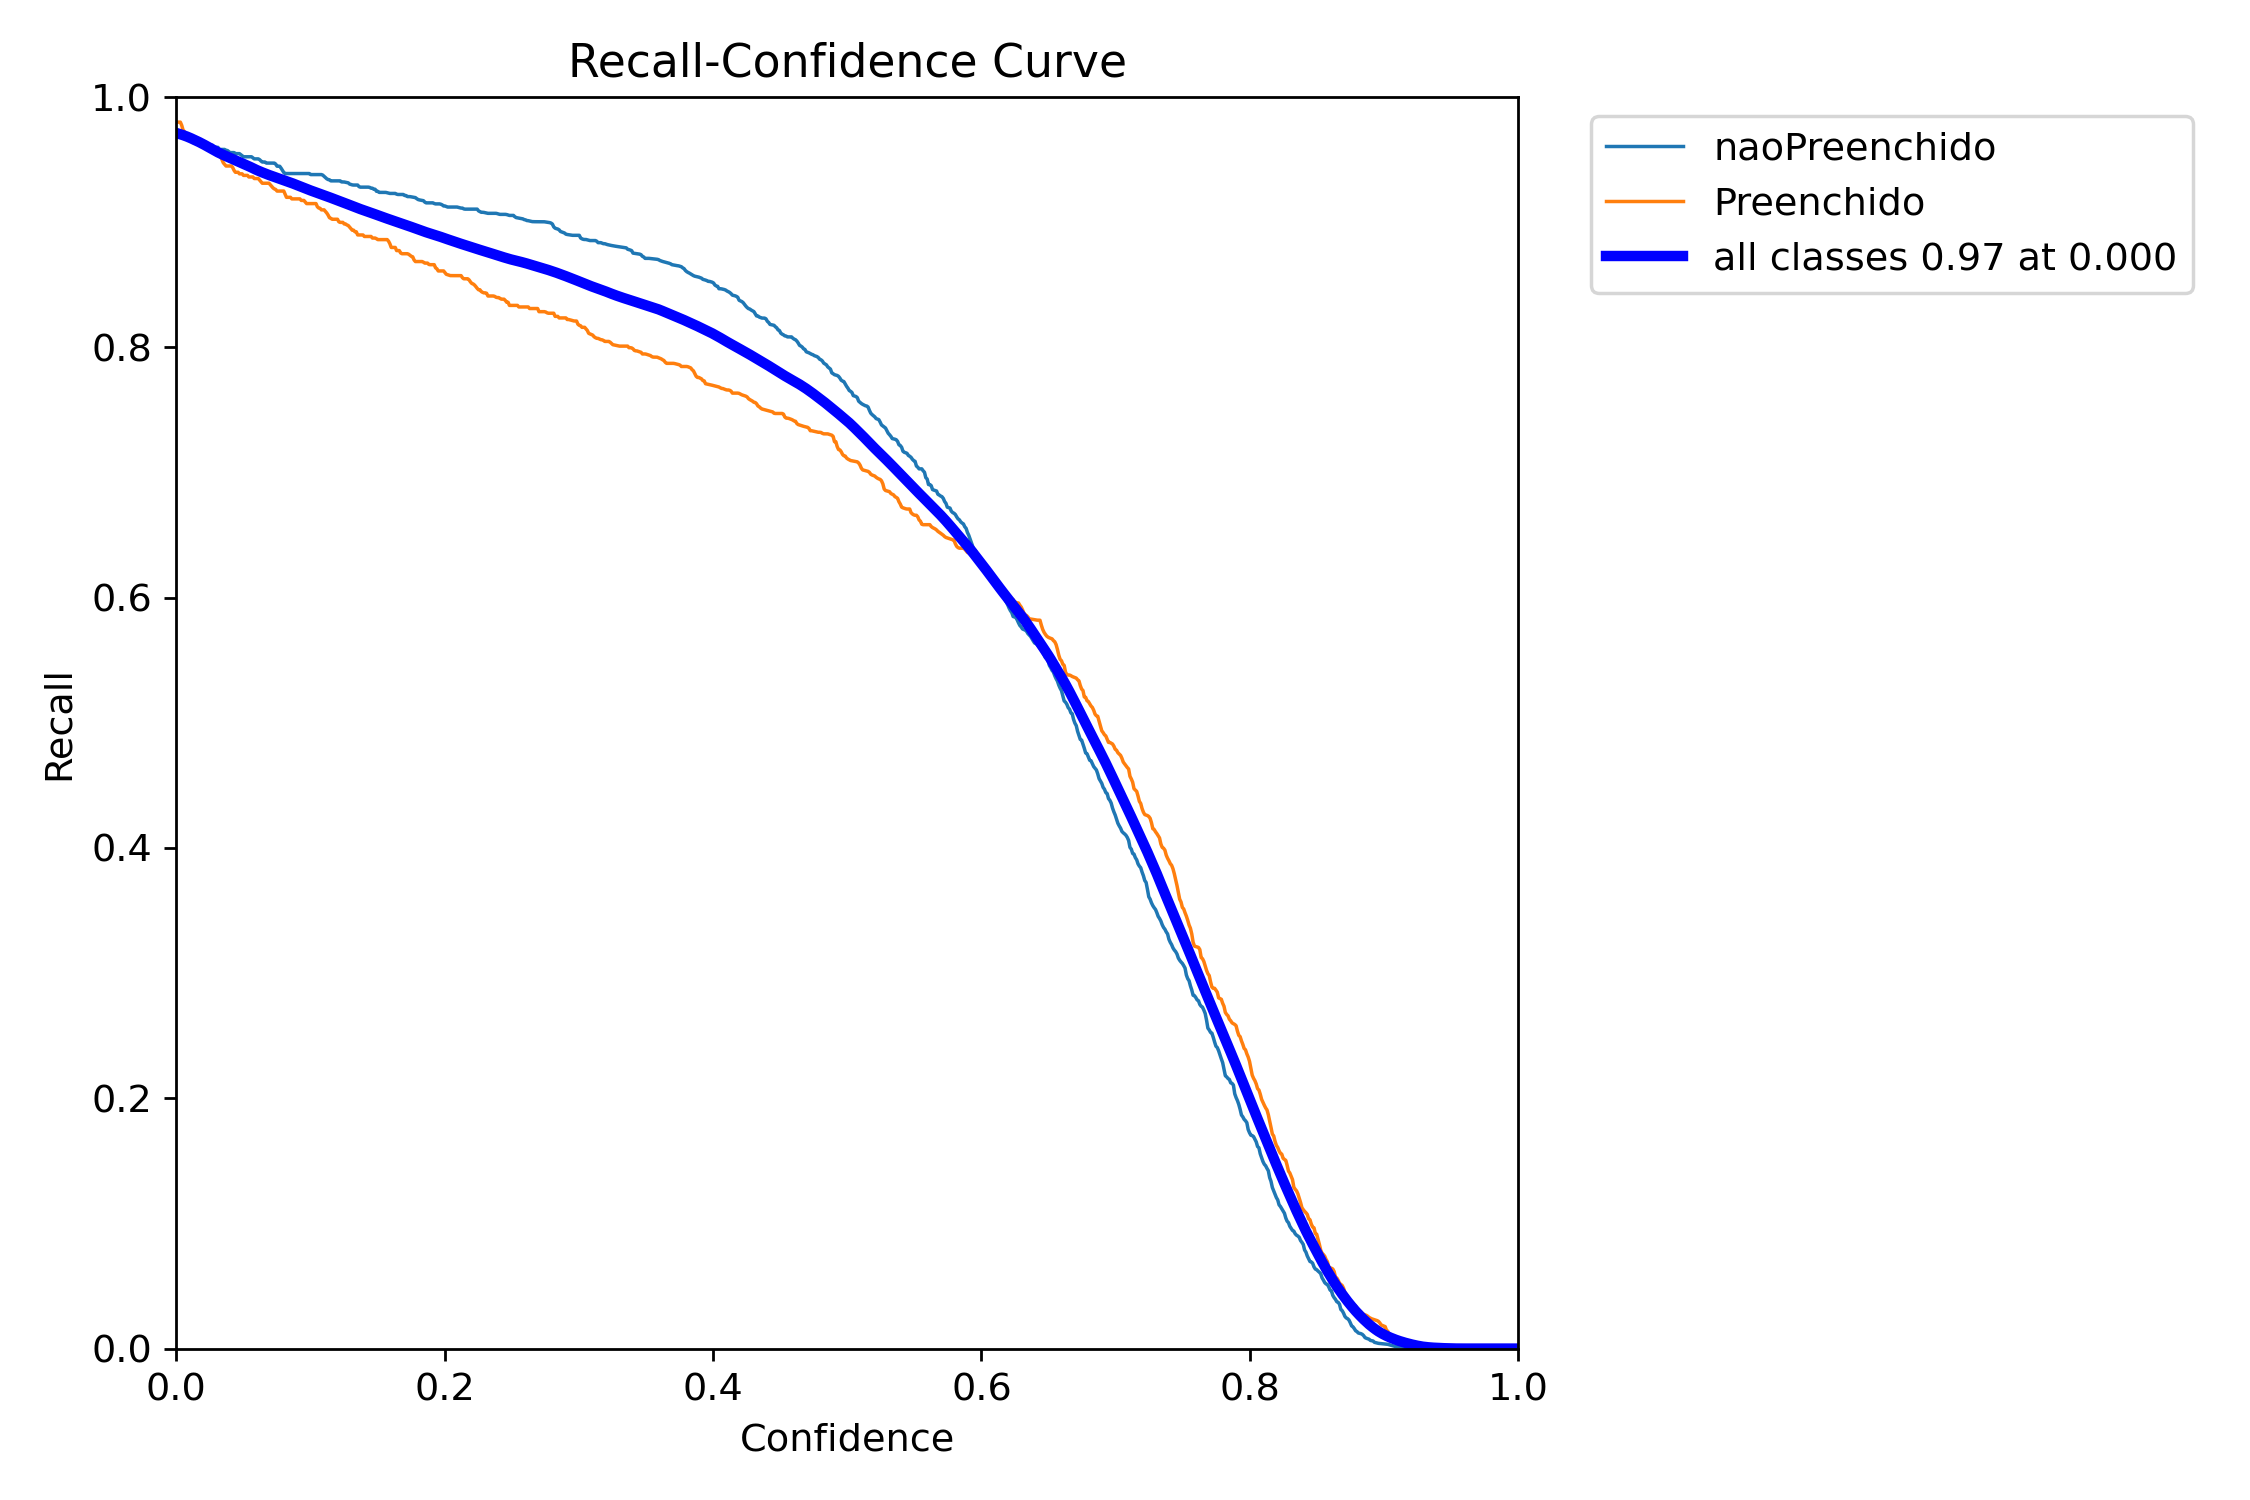 Recall-Confidence Curve
1.0
0.8
0.6
0.4
0.2
0.0
Recall
0.0 0.2 0.4 0.6 0.8 1.0
Confidence
naoPreenchido
Preenchido
all classes 0.97 at 0.000